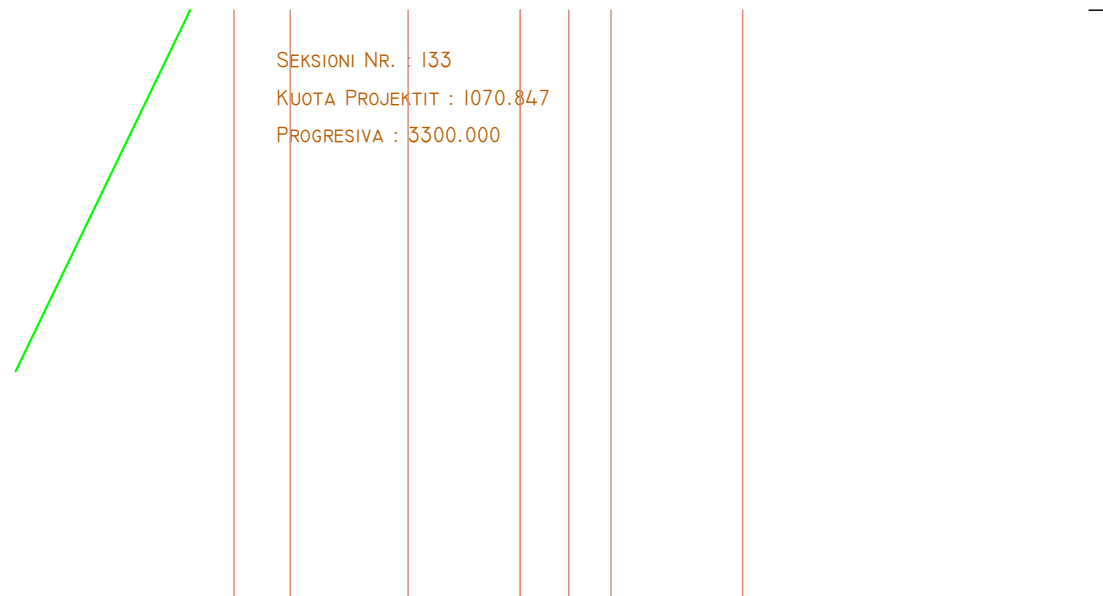 Seksioni Nr. : 133
Kuota Projektit : 1070.847
Progresiva : 3300.000